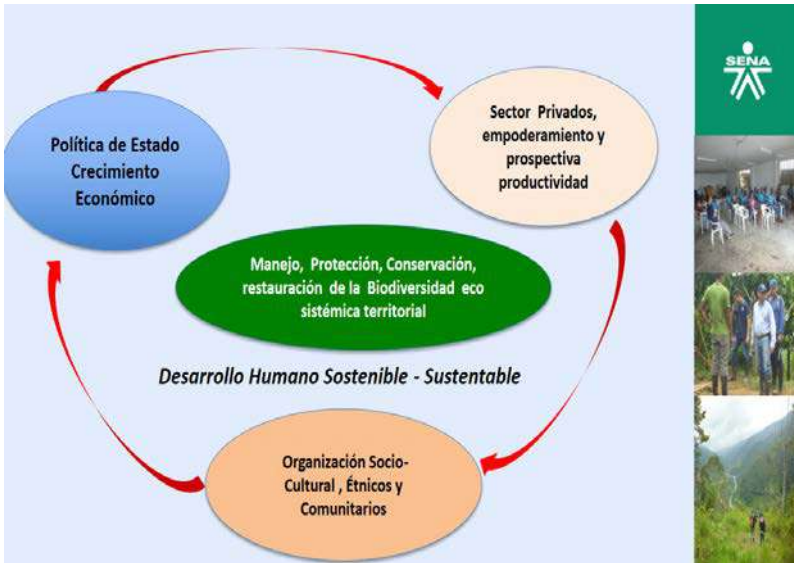 SENA
Política de Estado
Crecimiento
Económico
Sector Privados,
empoderamiento y
prospectiva
productividad
Manejo, Protección, Conservación,
restauración de la Biodiversidad eco
sistémica territorial
Desarrollo Humano Sostenible - Sustentable
Organización Socio-
Cultural , Étnicos y
Comunitarios